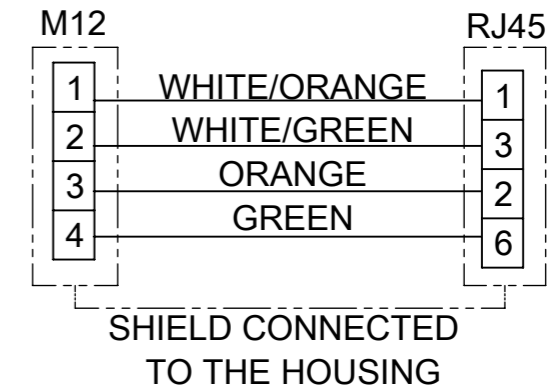 M12 RJ45
1 WHITE/ORANGE 1
2 WHITE/GREEN 3
3 ORANGE 2
4 GREEN 6
SHIELD CONNECTED
TO THE HOUSING